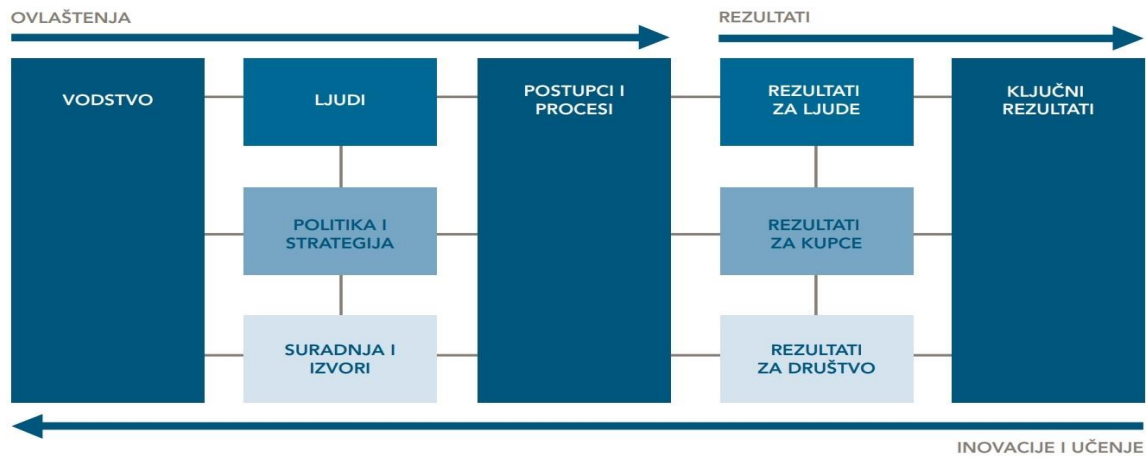 OVLAŠTENJA
REZULTATI
VODSTVO
LJUDI
POSTUPCI I
PROCESI
REZULTATI
ZA LJUDE
KLJUČNI
REZULTATI
POLITIKA I
STRATEGIJA
REZULTATI
ZA KUPCE
SURADNJA I
IZVORI
REZULTATI
ZA DRUŠTVO
INOVACIJE I UČENJE